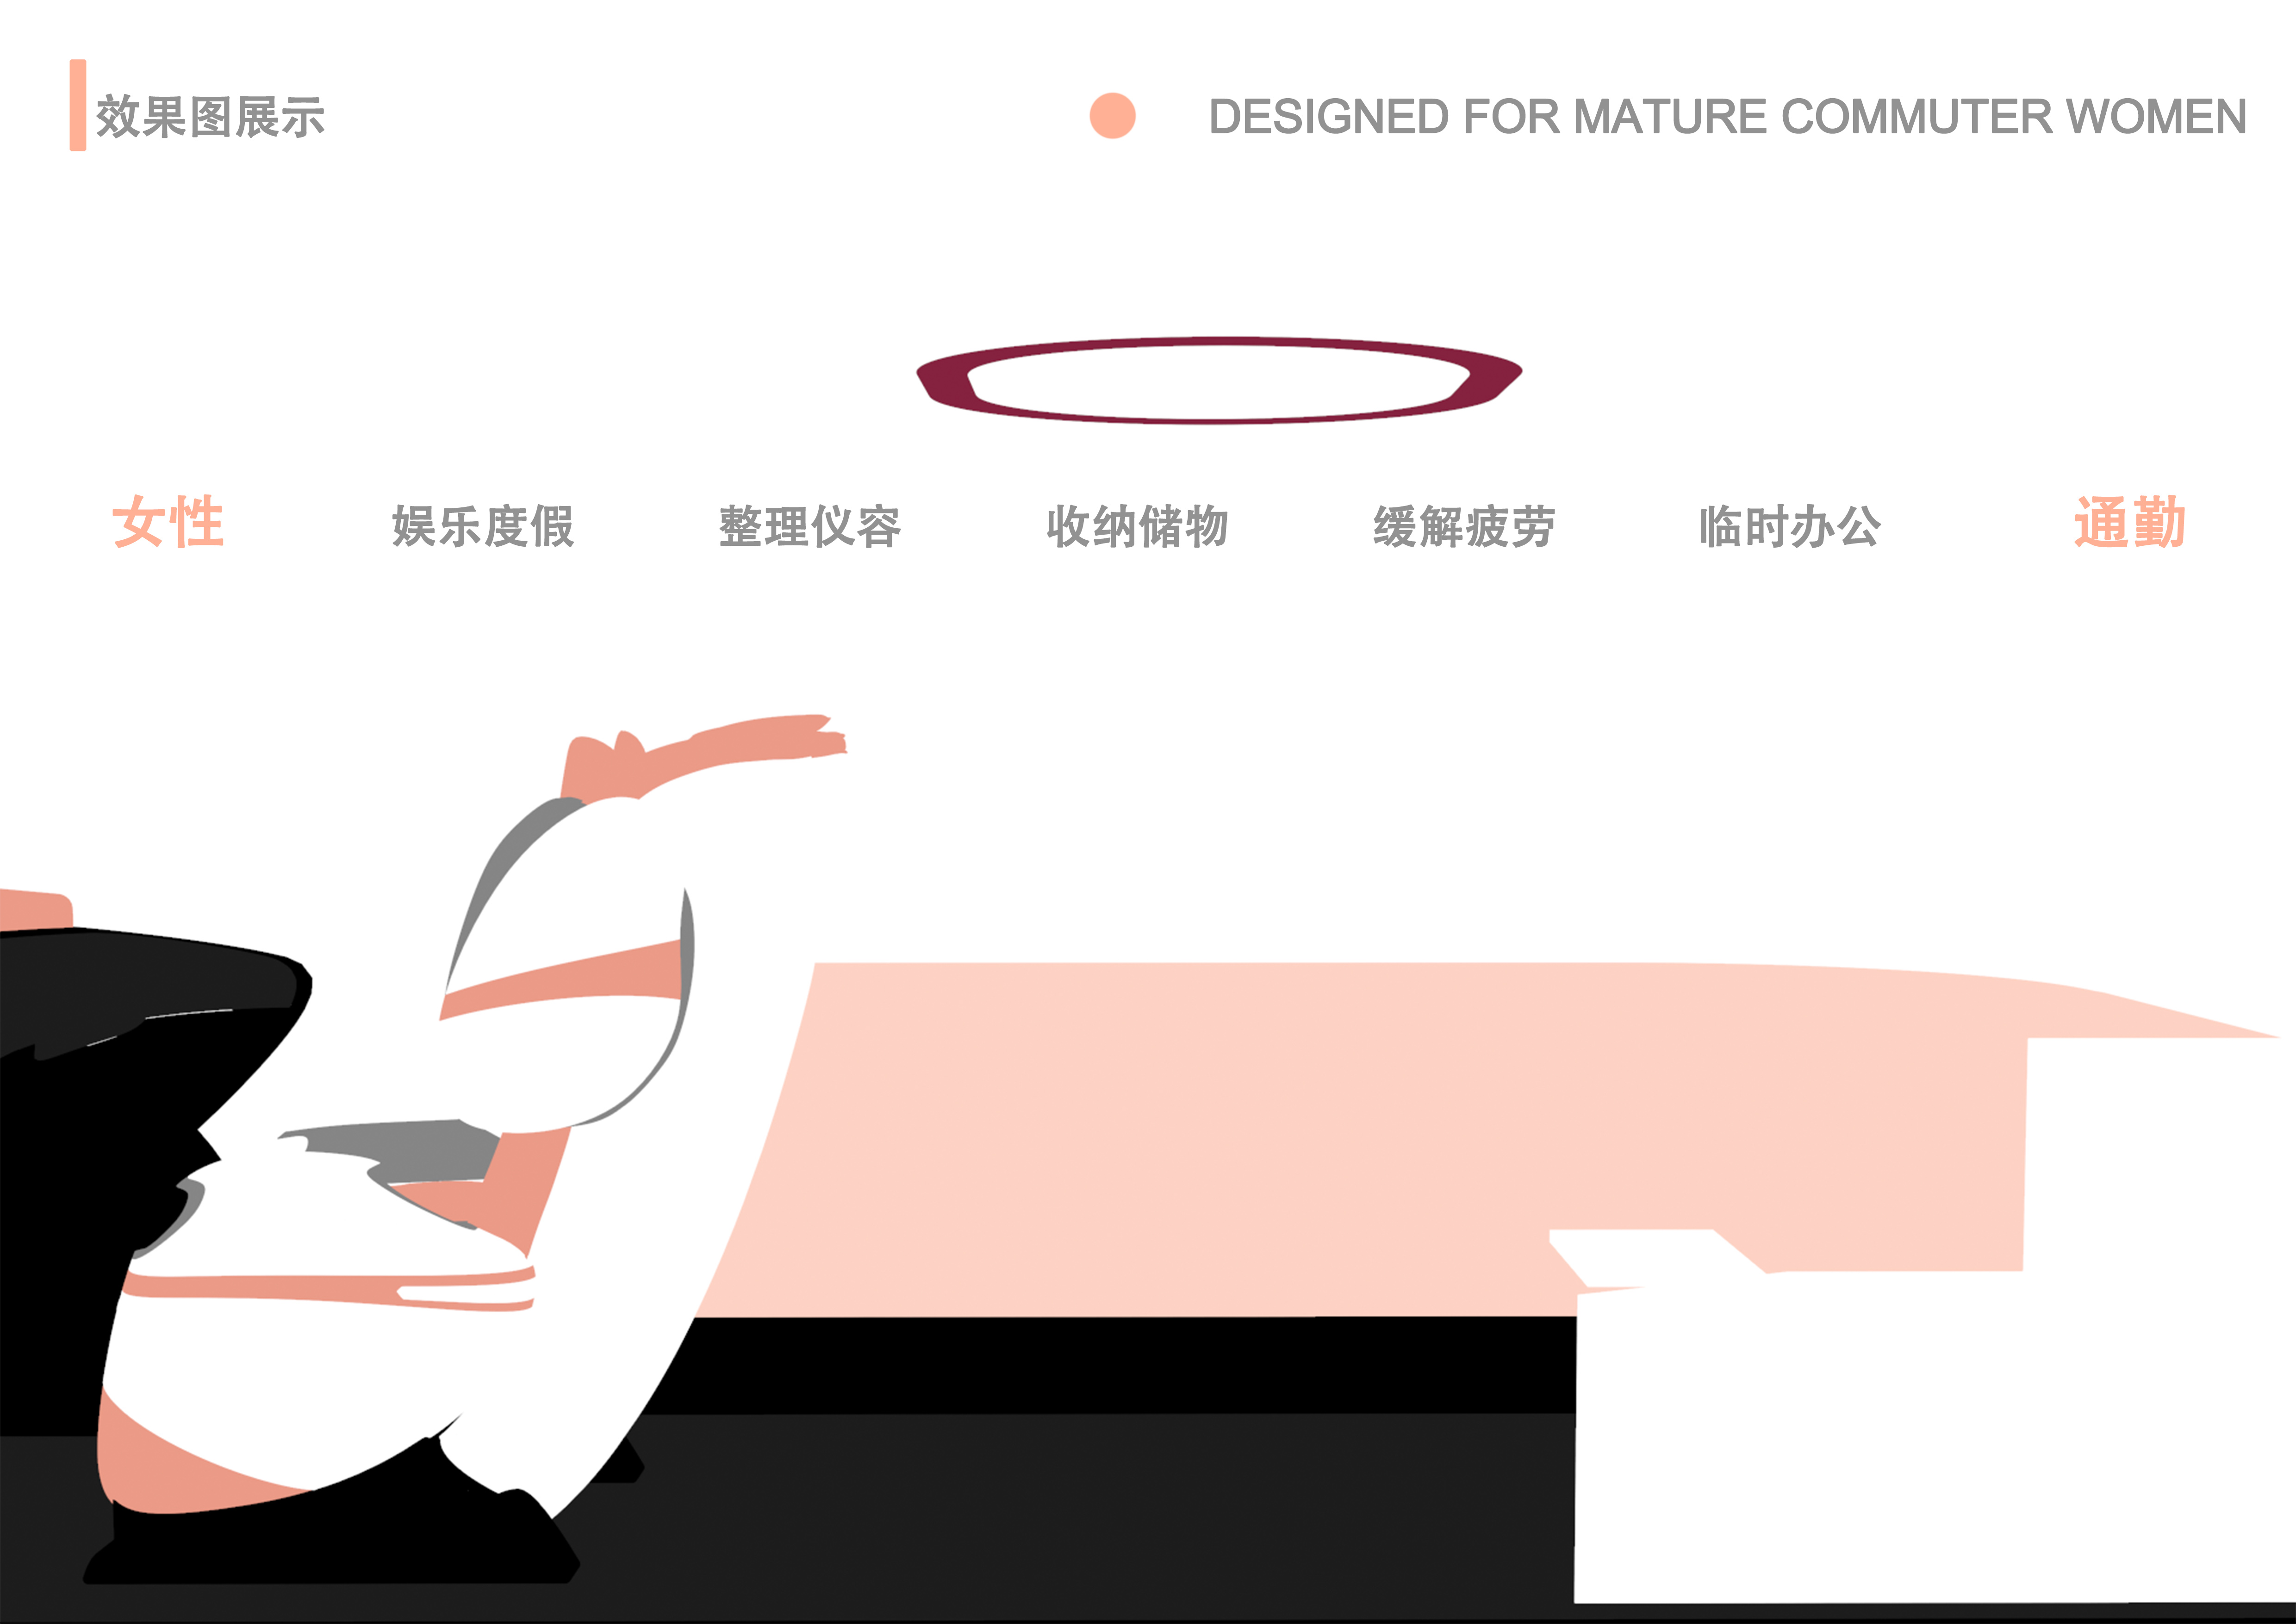 效果图展示
DESIGNED FOR MATURE COMMUTER WOMEN
女性 娱乐度假 整理仪容 收纳储物 缓解疲劳 临时办公 通勤